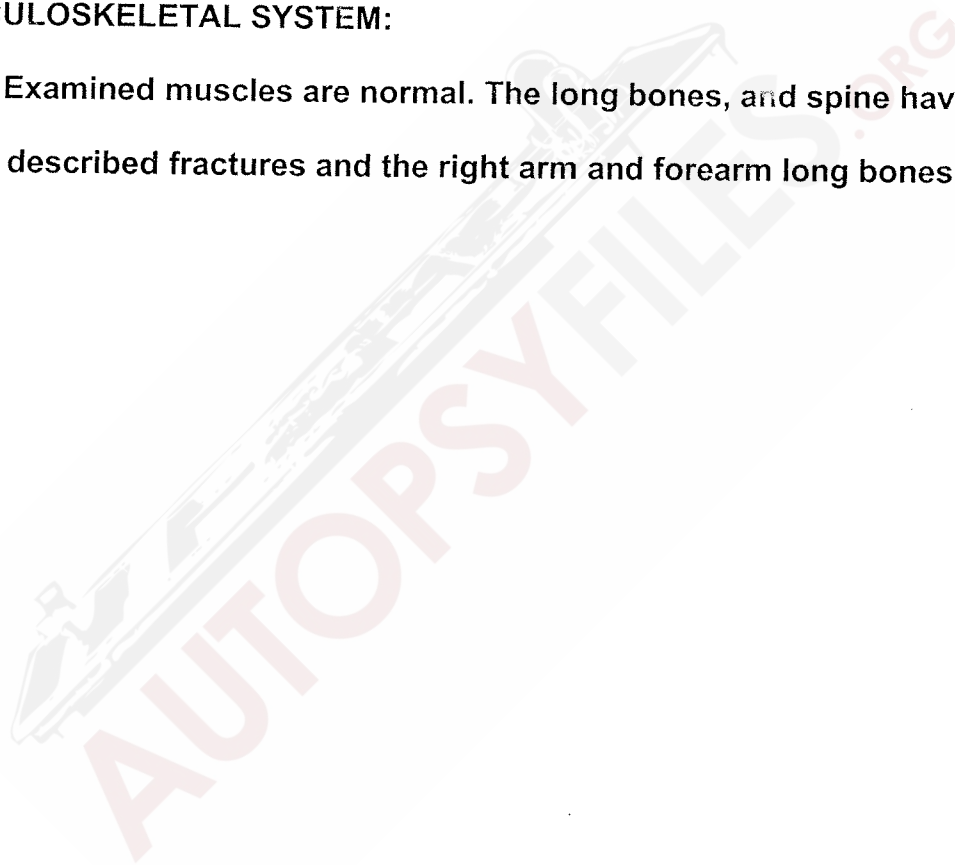 ULOSKELETAL SYSTEM:
Examined muscles are normal. The long bones, and spine hav
described fractures and the right arm and forearm long bones
AUTOPSYFILES.ORG